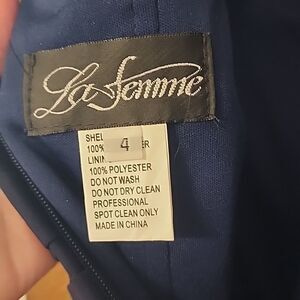 La Femme
4
100%
100% POLYESTER
DO NOT WASH
DO NOT DRY CLEAN
PROFESSIONAL
SPOT CLEAN ONLY
MADE IN CHINA